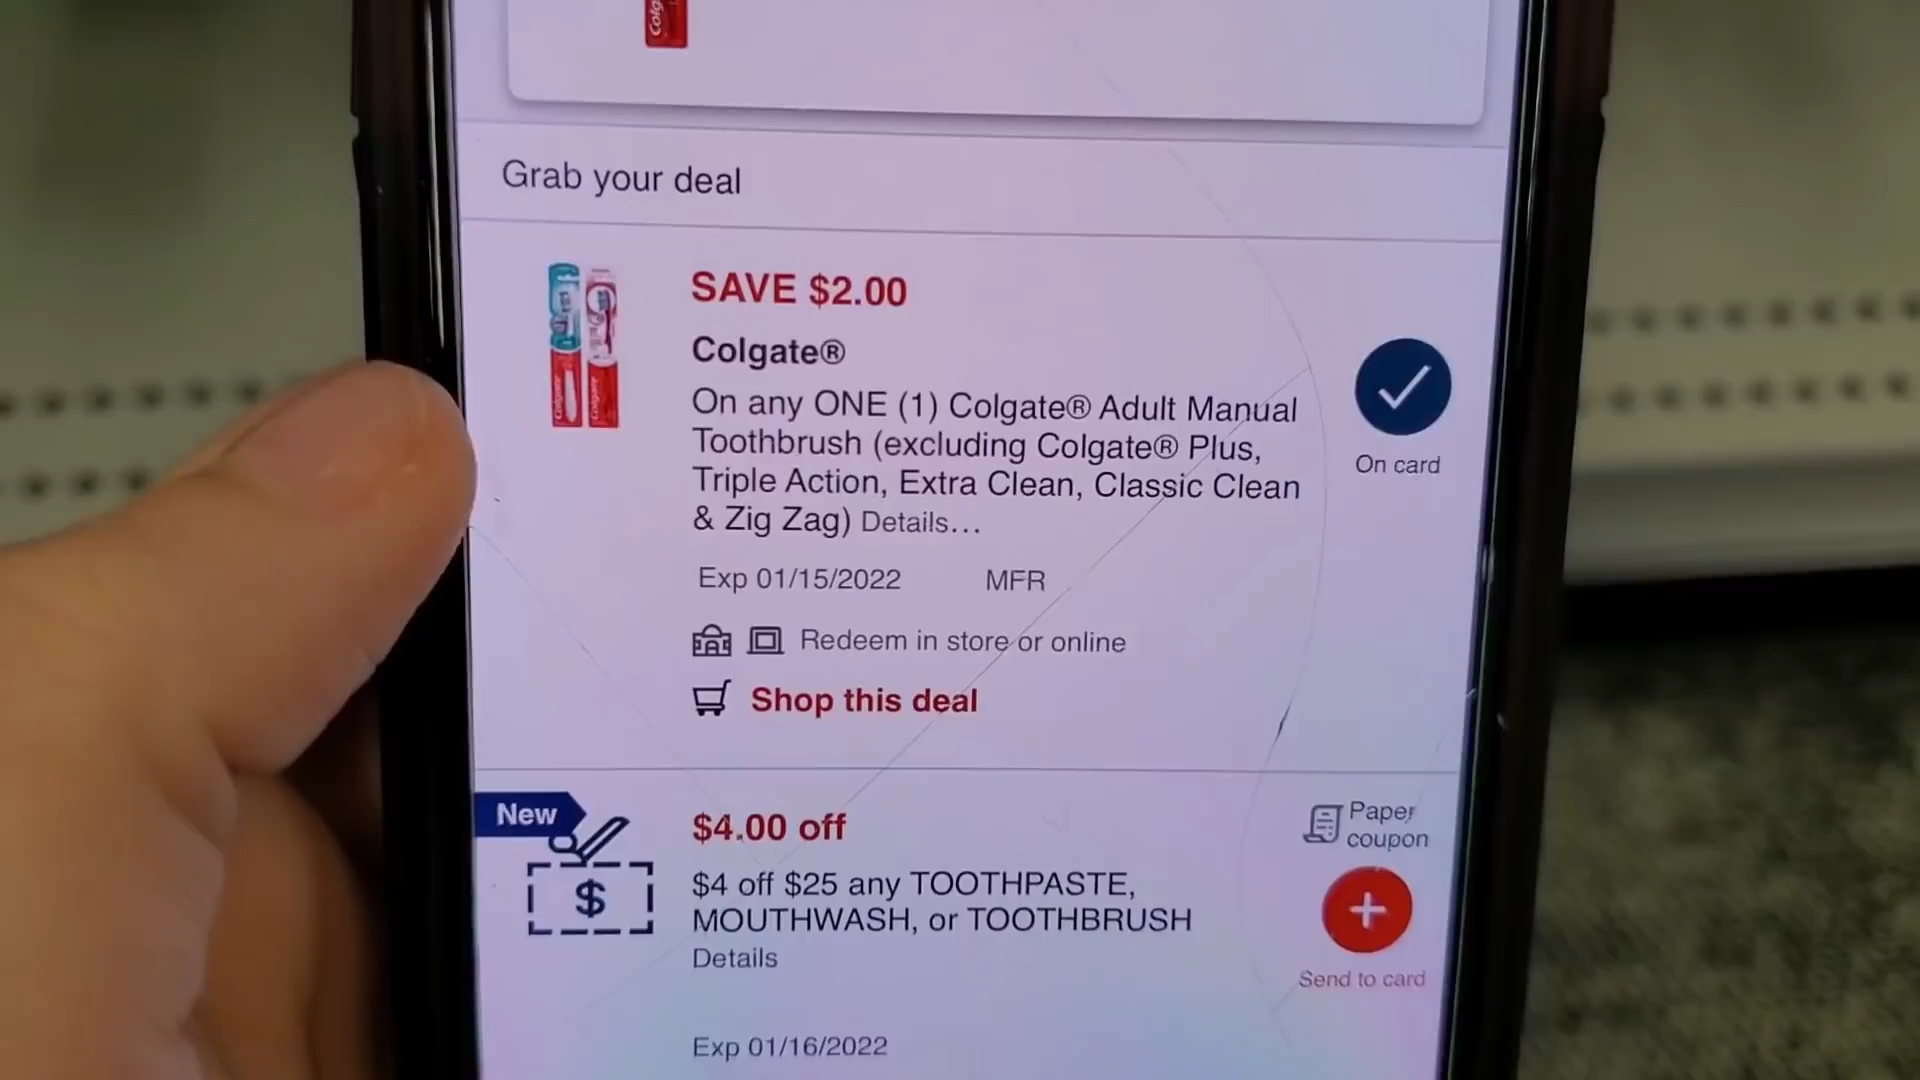 Grab your deal
SAVE $2.00
Colgate®
On any ONE (1) Colgate® Adult Manual
Toothbrush (excluding Colgate® Plus,
Triple Action, Extra Clean, Classic Clean
& Zig Zag) Details...
On card
Exp 01/15/2022 MFR
Redeem in store or online
Shop this deal
New
$4.00 off
Paper
coupon
$
$4 off $25 any TOOTHPASTE,
MOUTHWASH, or TOOTHBRUSH
Details
Send to card
Exp 01/16/2022